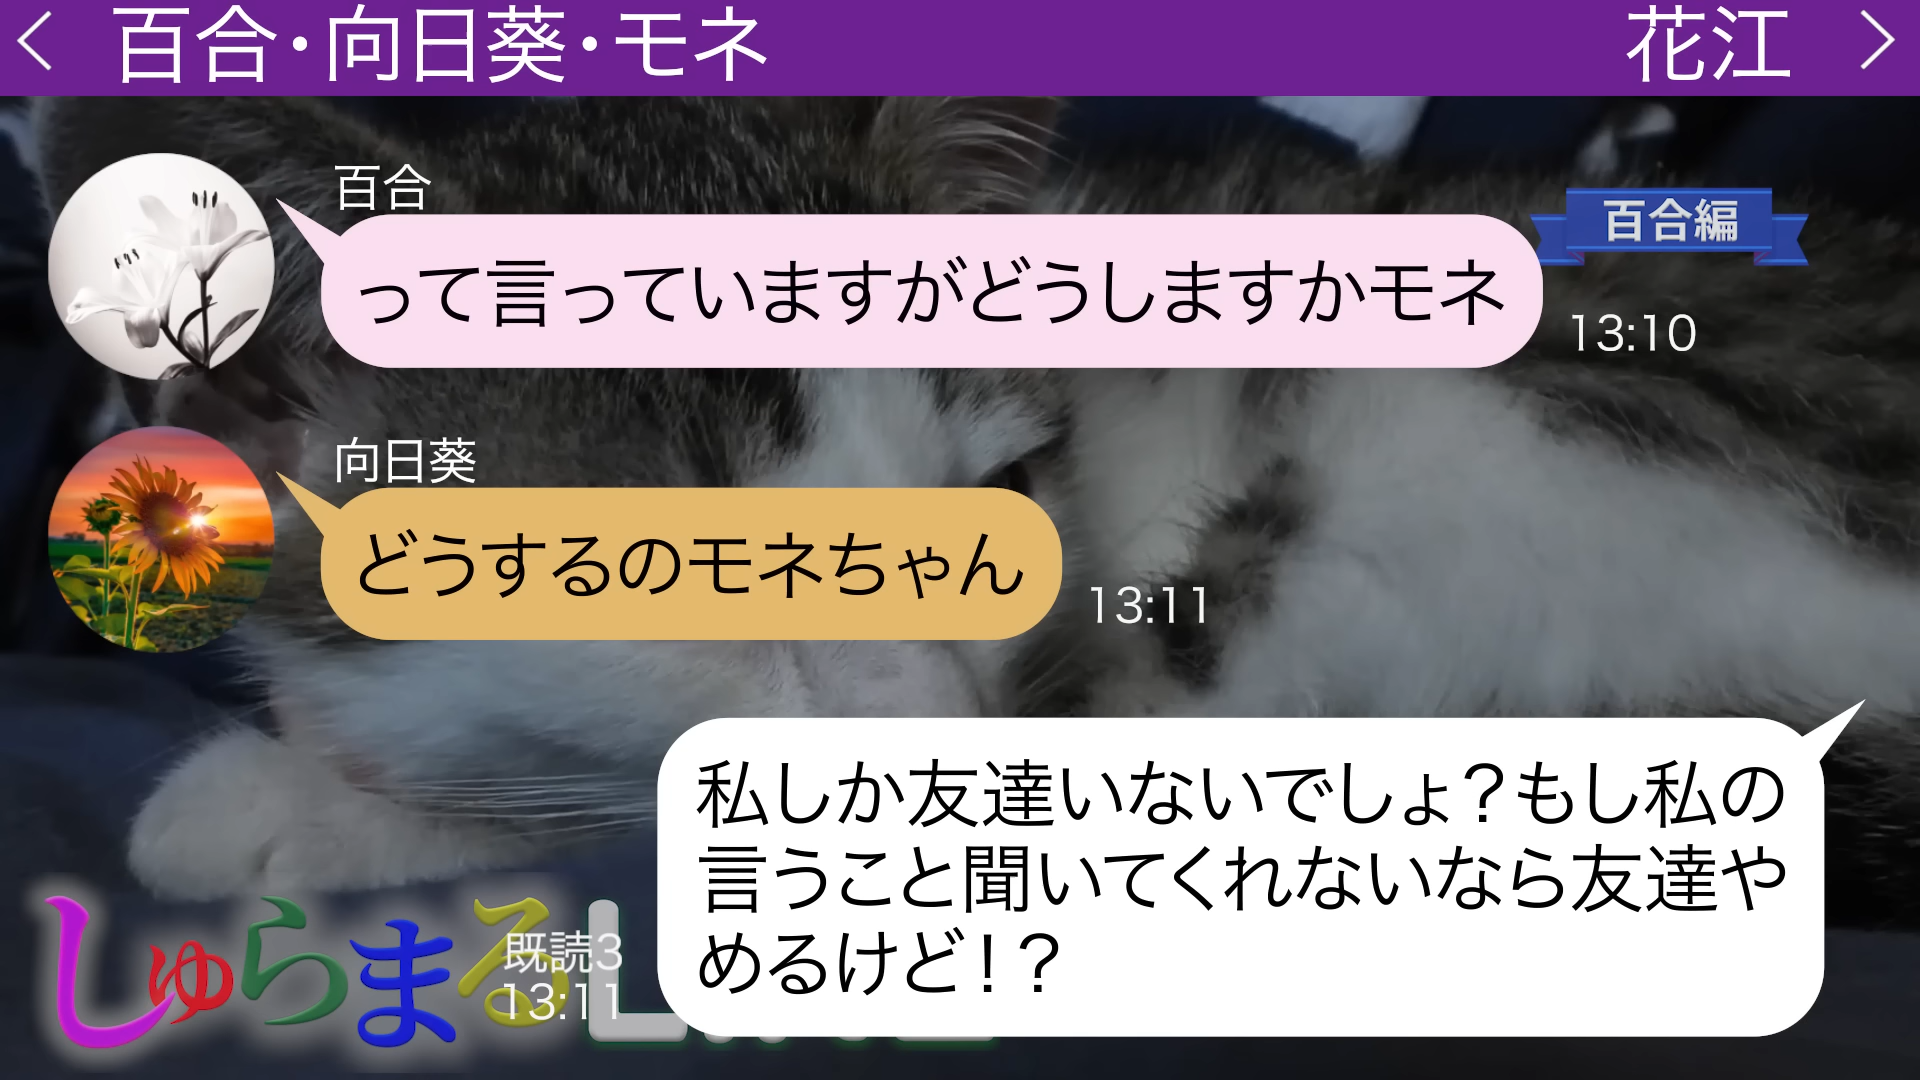 百合・向日葵・モネ
花江
百合
百合編
って言っていますがどうしますかモネ
13:10
向日葵
どうするのモネちゃん
13:11
私しか友達いないでしょ？もし私の
言うこと聞いてくれないなら友達や
めるけど！？
既読3
13:11
しゅらまる